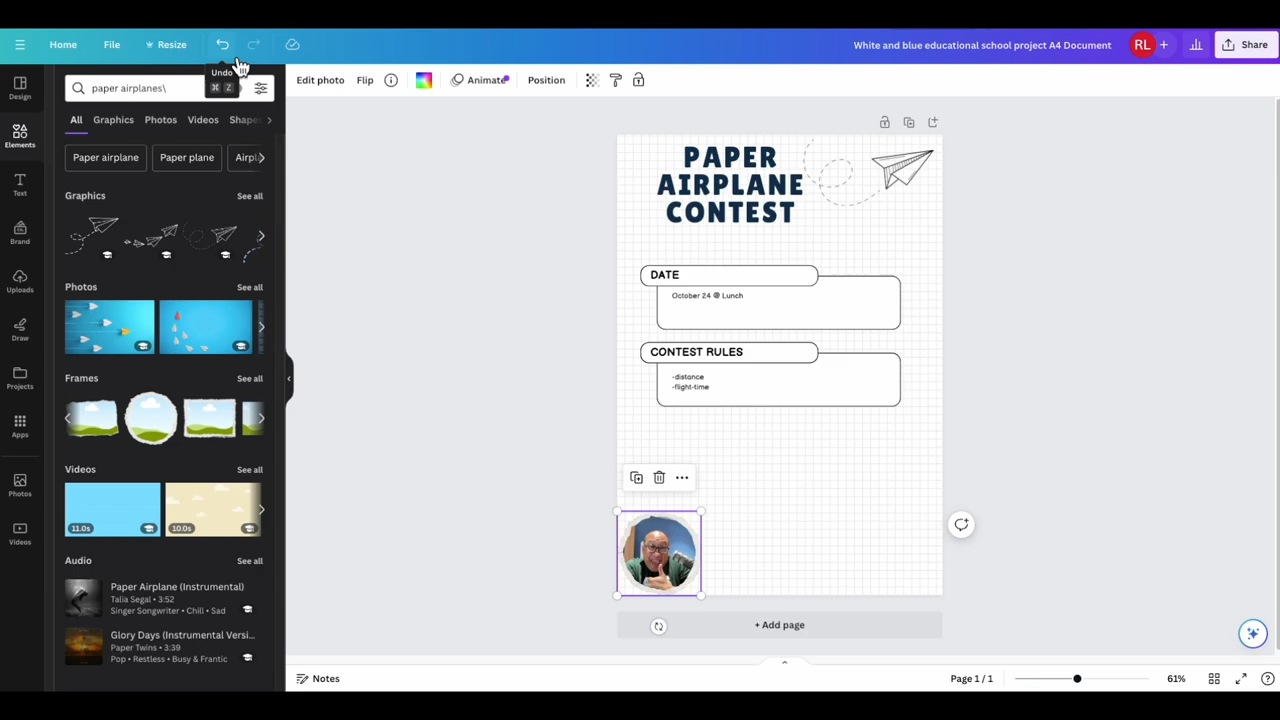 Home File Resize
White and blue educational school project A4 Document RL + Share
Undo
⌘ Z
Design
paper airplanes\
Edit photo Flip Animate Position
Elements
All Graphics Photos Videos Shapes
Text
Paper airplane Paper plane Airpl
Brand
Graphics See all
Uploads
Photos See all
Draw
Frames See all
Projects
Apps
Videos See all
Photos
11.0s 10.0s
Videos
Audio See all
Paper Airplane (Instrumental)
Talia Segal • 3:52
Singer Songwriter • Chill • Sad
Glory Days (Instrumental Versi...
Paper Twins • 3:39
Pop • Restless • Busy & Frantic
PAPER
AIRPLANE
CONTEST
DATE
October 24 @ Lunch
CONTEST RULES
-distance
-flight-time
+ Add page
Notes
Page 1 / 1 61%